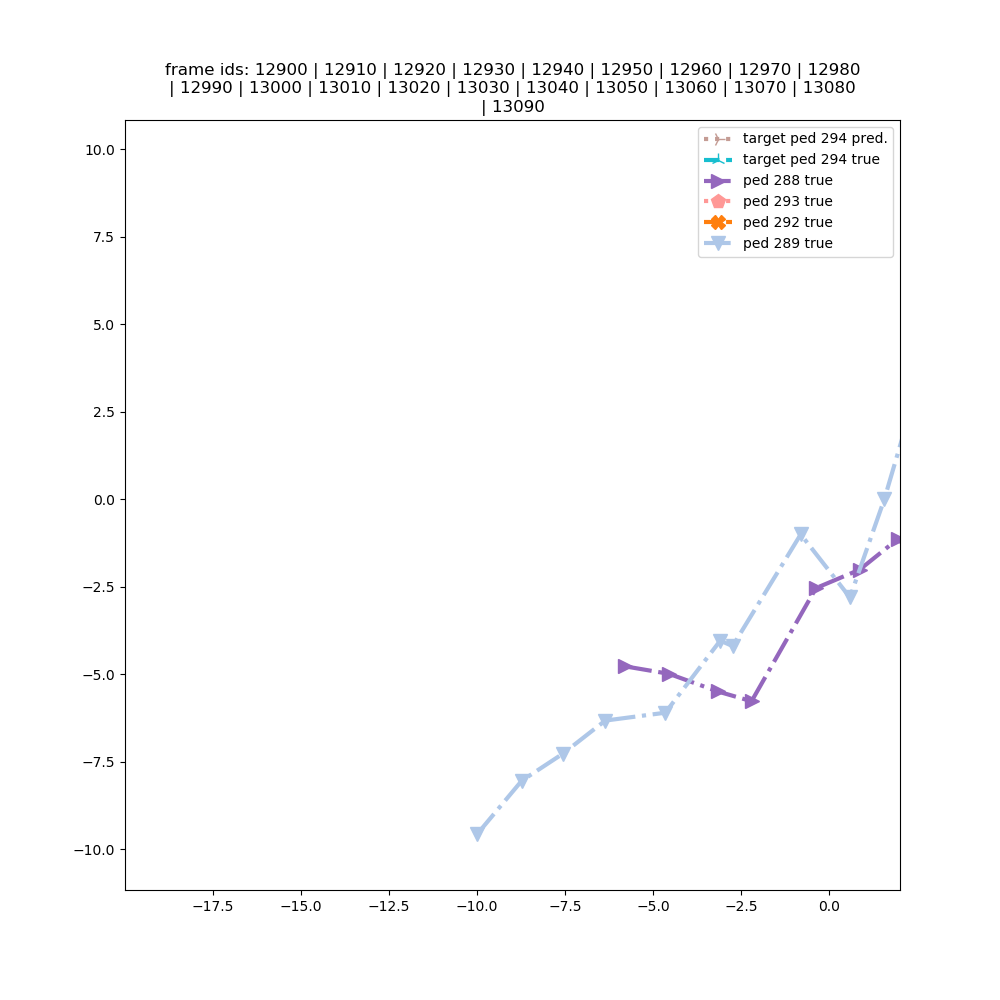 frame ids: 12900 | 12910 | 12920 | 12930 | 12940 | 12950 | 12960 | 12970 | 12980
| 12990 | 13000 | 13010 | 13020 | 13030 | 13040 | 13050 | 13060 | 13070 | 13080
| 13090
target ped 294 pred.
target ped 294 true
ped 288 true
ped 293 true
ped 292 true
ped 289 true
10.0
7.5
5.0
2.5
0.0
−2.5
−5.0
−7.5
−10.0
−17.5 −15.0 −12.5 −10.0 −7.5 −5.0 −2.5 0.0